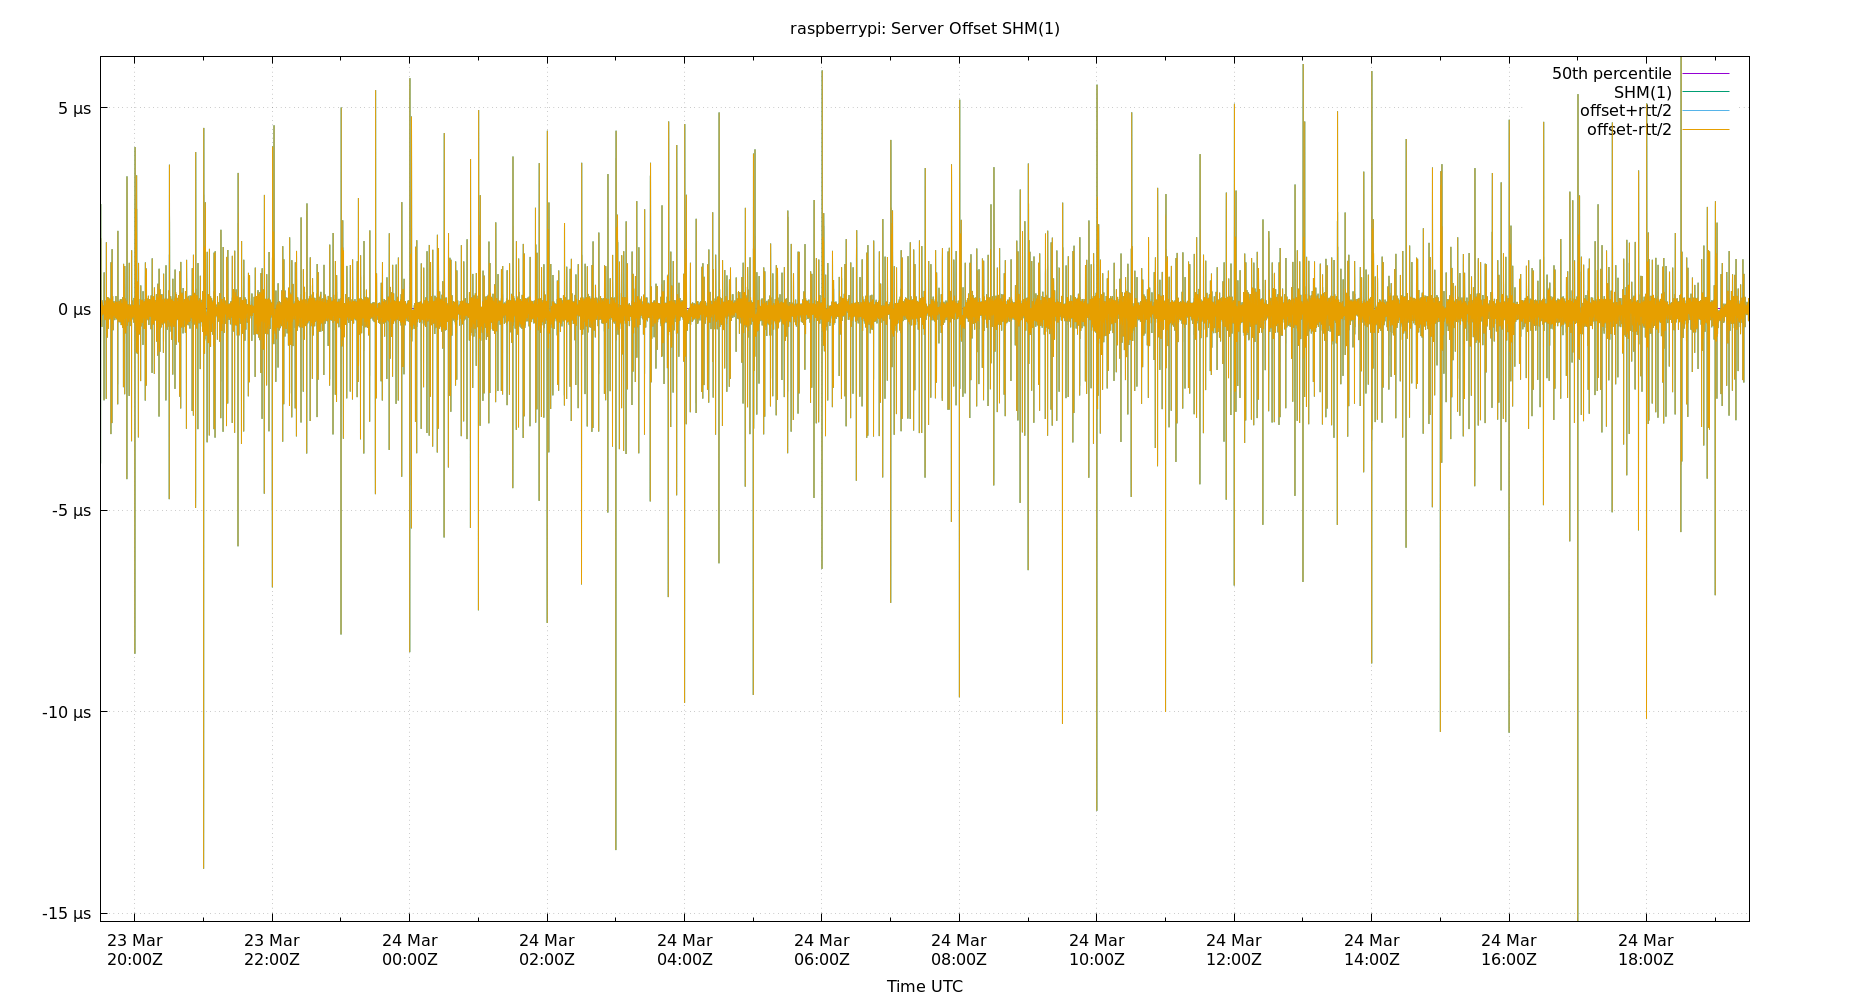 raspberrypi: Server Offset SHM(1)
50th percentile
SHM(1)
offset+rtt/2
offset-rtt/2
5 µs
0 µs
-5 µs
-10 µs
-15 µs
23 Mar 23 Mar 24 Mar 24 Mar 24 Mar 24 Mar 24 Mar 24 Mar 24 Mar 24 Mar 24 Mar 24 Mar
20:00Z 22:00Z 00:00Z 02:00Z 04:00Z 06:00Z 08:00Z 10:00Z 12:00Z 14:00Z 16:00Z 18:00Z
Time UTC